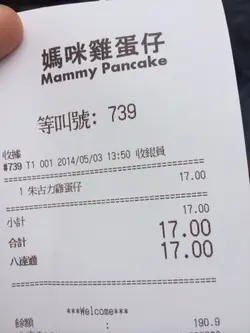 媽咪雞蛋仔
Mammy Pancake
等叫號: 739
收據
#739 T1 001 2014/05/03 13:50 收銀員
1 朱古力雞蛋仔 17.00
小計 17.00
合計 17.00
八達通 17.00
***Welcome***
餘額 : 190.9